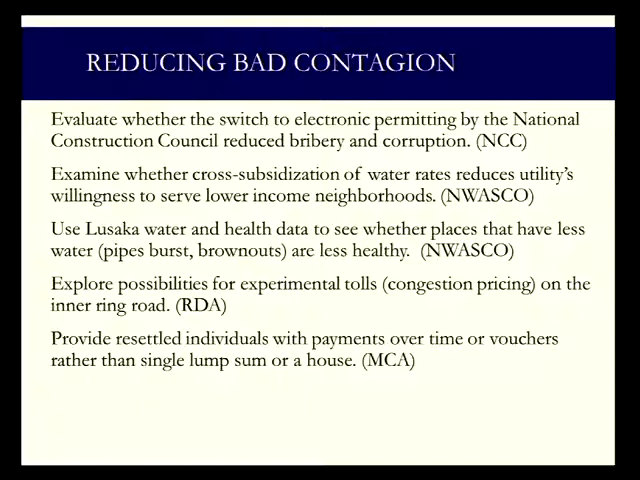 REDUCING BAD CONTAGION
Evaluate whether the switch to electronic permitting by the National
Construction Council reduced bribery and corruption. (NCC)
Examine whether cross-subsidization of water rates reduces utility's
willingness to serve lower income neighborhoods. (NWASCO)
Use Lusaka water and health data to see whether places that have less
water (pipes burst, brownouts) are less healthy. (NWASCO)
Explore possibilities for experimental tolls (congestion pricing) on the
inner ring road. (RDA)
Provide resettled individuals with payments over time or vouchers
rather than single lump sum or a house. (MCA)